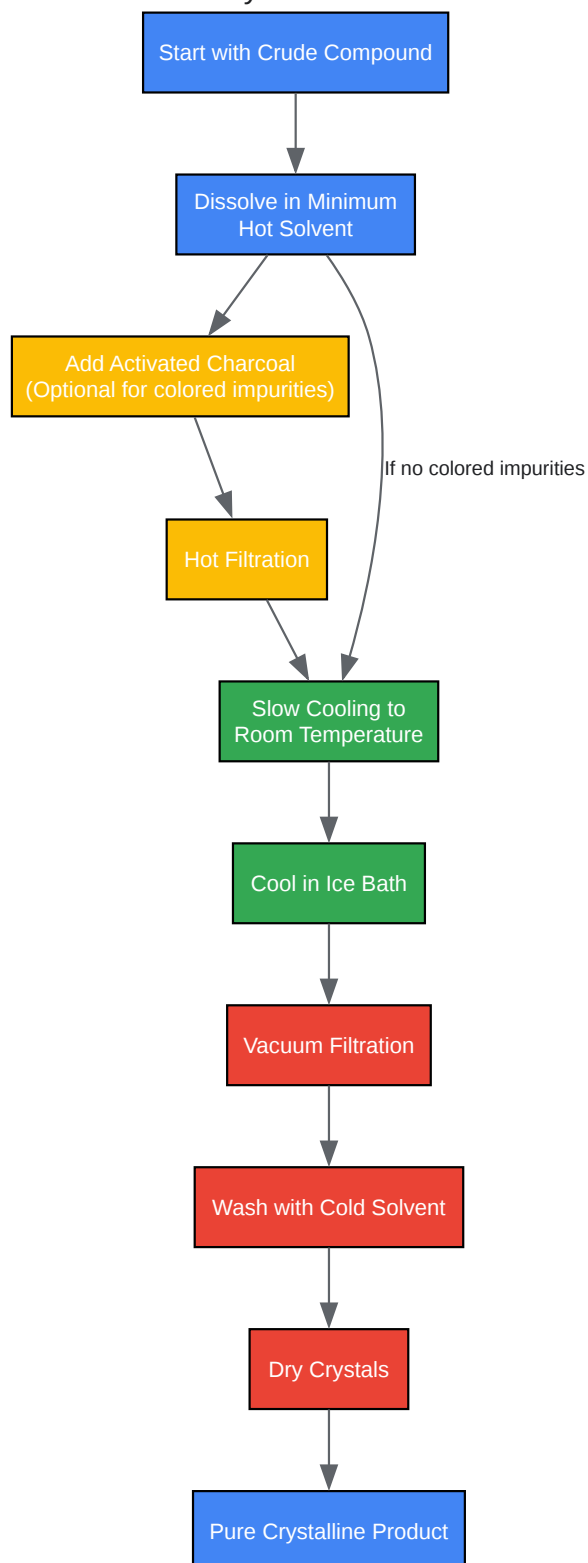 Start with Crude Compound
Dissolve in Minimum
Hot Solvent
Add Activated Charcoal
(Optional for colored impurities)
If no colored impurities
Hot Filtration
Slow Cooling to
Room Temperature
Cool in Ice Bath
Vacuum Filtration
Wash with Cold Solvent
Dry Crystals
Pure Crystalline Product